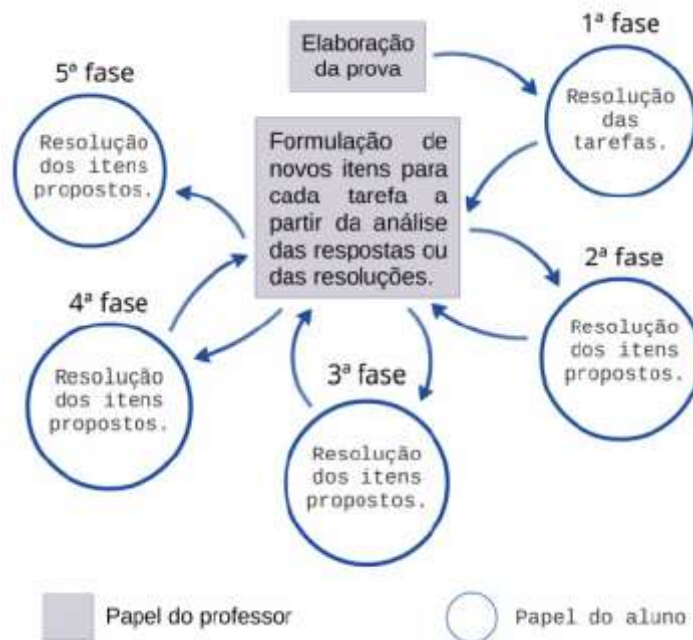 Elaboração
da prova
1ª fase
Resolução
das
tarefas.
5ª fase
Resolução
dos itens
propostos.
Formulação de
novos itens para
cada tarefa a
partir da análise
das respostas ou
das resoluções.
2ª fase
Resolução
dos itens
propostos.
4ª fase
Resolução
dos itens
propostos.
3ª fase
Resolução
dos itens
propostos.
Papel do professor
Papel do aluno